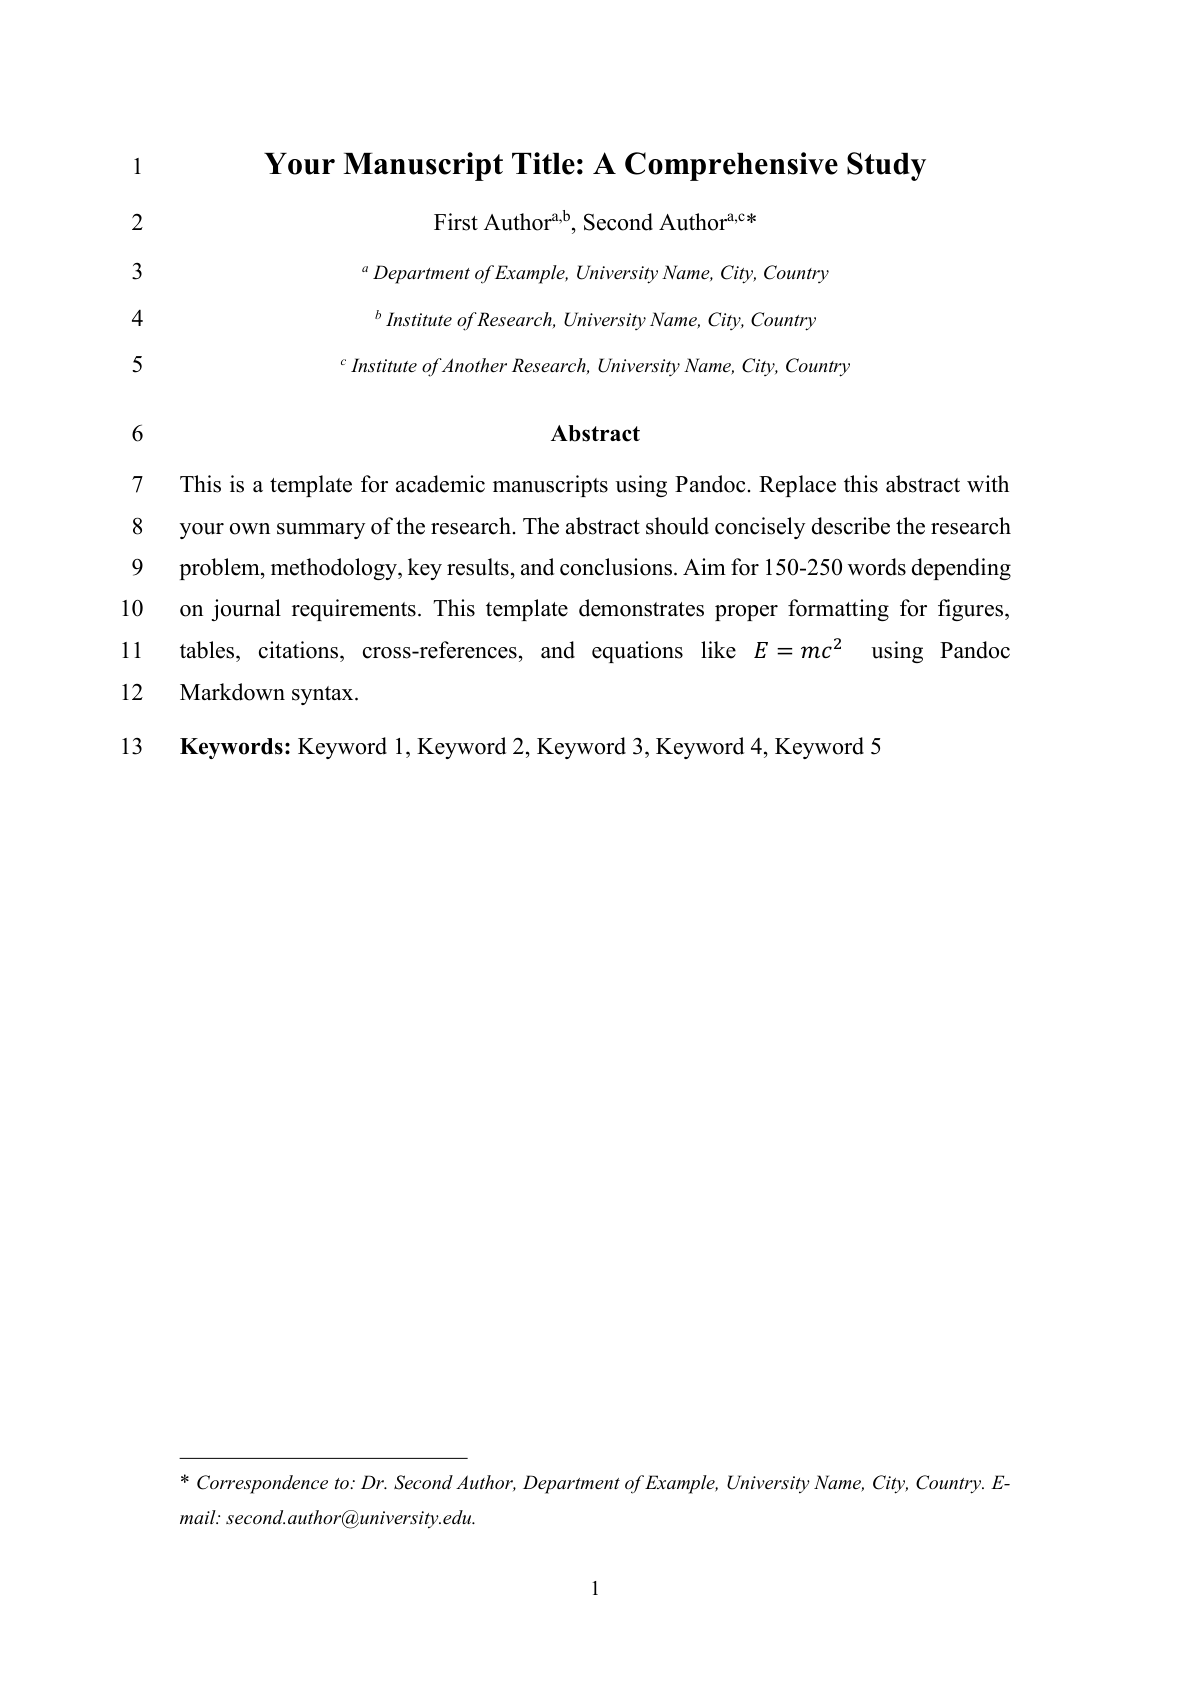 1 Your Manuscript Title: A Comprehensive Study
2 First Authorᵃ,ᵇ, Second Authorᵃ,ᶜ*
3 ᵃ Department of Example, University Name, City, Country
4 ᵇ Institute of Research, University Name, City, Country
5 ᶜ Institute of Another Research, University Name, City, Country
6 Abstract
7 This is a template for academic manuscripts using Pandoc. Replace this abstract with
8 your own summary of the research. The abstract should concisely describe the research
9 problem, methodology, key results, and conclusions. Aim for 150-250 words depending
10 on journal requirements. This template demonstrates proper formatting for figures,
11 tables, citations, cross-references, and equations like E = mc² using Pandoc
12 Markdown syntax.
13 Keywords: Keyword 1, Keyword 2, Keyword 3, Keyword 4, Keyword 5
* Correspondence to: Dr. Second Author, Department of Example, University Name, City, Country. E-
mail: second.author@university.edu.
1